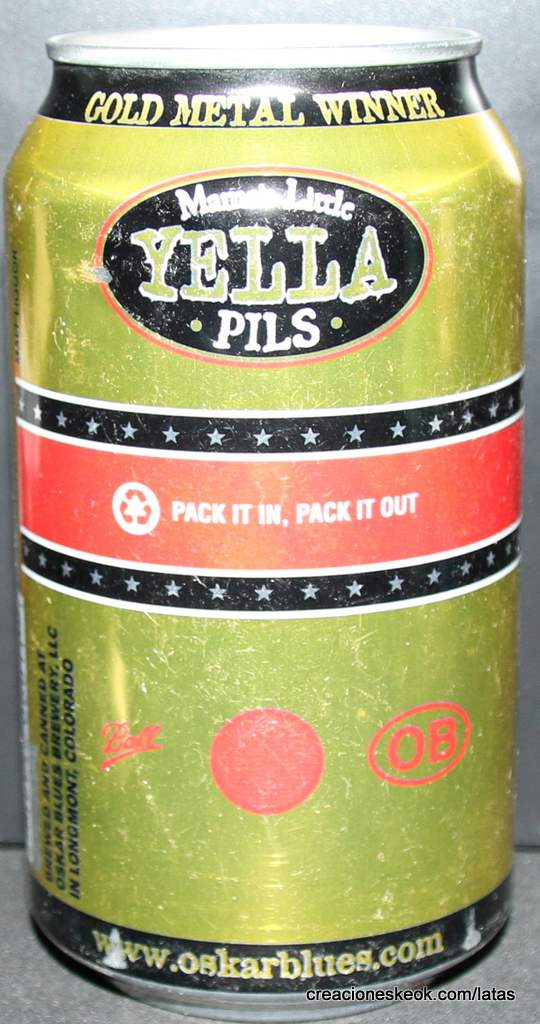 GOLD METAL WINNER
Mama's Little
YELLA
PILS
PACK IT IN, PACK IT OUT
BREWED AND CANNED AT
OSKAR BLUES BREWERY, LLC
IN LONGMONT, COLORADO
Ball
OB
www.oskarblues.com
creacioneskeok.com/latas